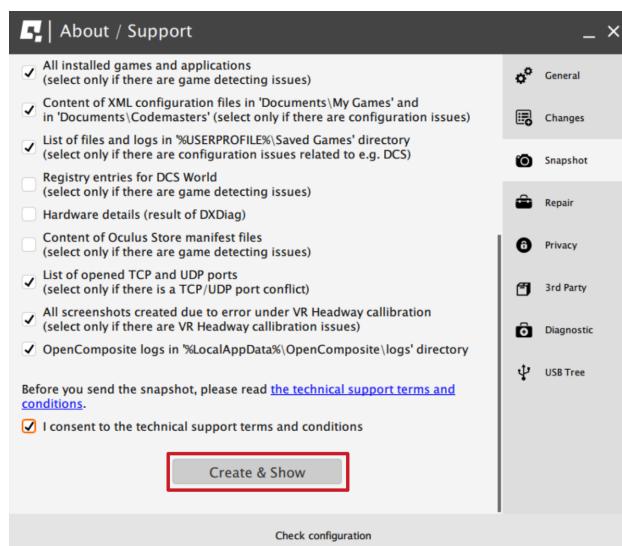 About / Support
All installed games and applications
(select only if there are game detecting issues)
Content of XML configuration files in 'Documents\My Games' and
in 'Documents\Codemasters' (select only if there are configuration issues)
List of files and logs in '%USERPROFILE%\Saved Games' directory
(select only if there are configuration issues related to e.g. DCS)
Registry entries for DCS World
(select only if there are game detecting issues)
Hardware details (result of DXDiag)
Content of Oculus Store manifest files
(select only if there are game detecting issues)
List of opened TCP and UDP ports
(select only if there is a TCP/UDP port conflict)
All screenshots created due to error under VR Headway callibration
(select only if there are VR Headway callibration issues)
OpenComposite logs in '%LocalAppData%\OpenComposite\logs' directory
Before you send the snapshot, please read the technical support terms and
conditions.
I consent to the technical support terms and conditions
Create & Show
General
Changes
Snapshot
Repair
Privacy
3rd Party
Diagnostic
USB Tree
Check configuration